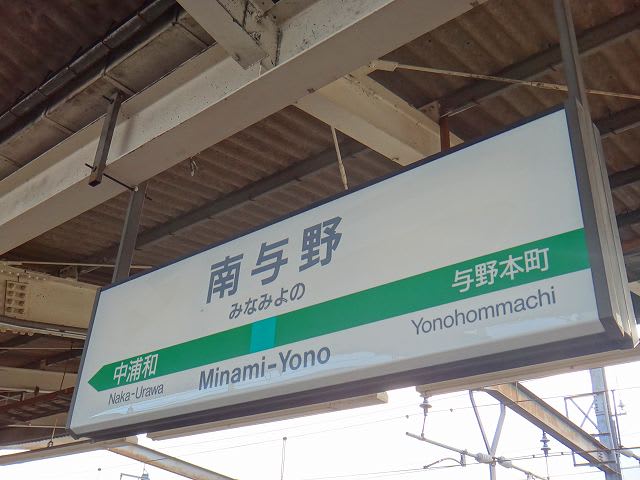 南与野
みなみよの
中浦和
与野本町
Naka-Urawa
Minami-Yono
Yonohommachi